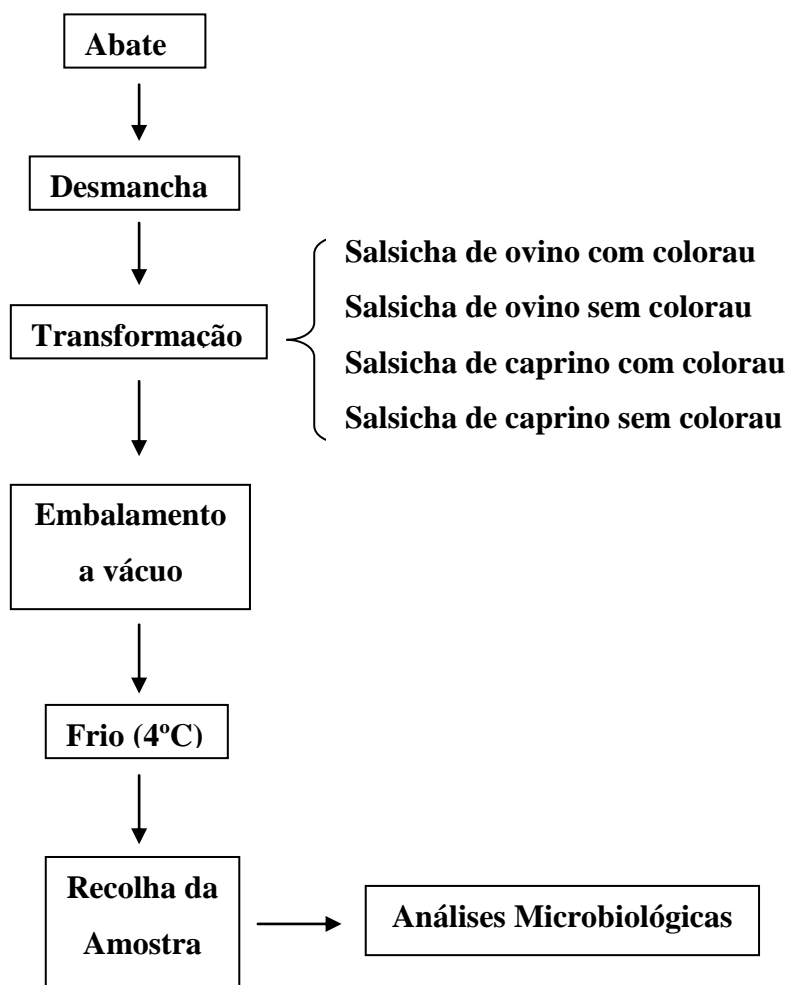 Abate
Desmancha
Transformação
Salsicha de ovino com colorau
Salsicha de ovino sem colorau
Salsicha de caprino com colorau
Salsicha de caprino sem colorau
Embalamento
a vácuo
Frio (4ºC)
Recolha da
Amostra
Análises Microbiológicas